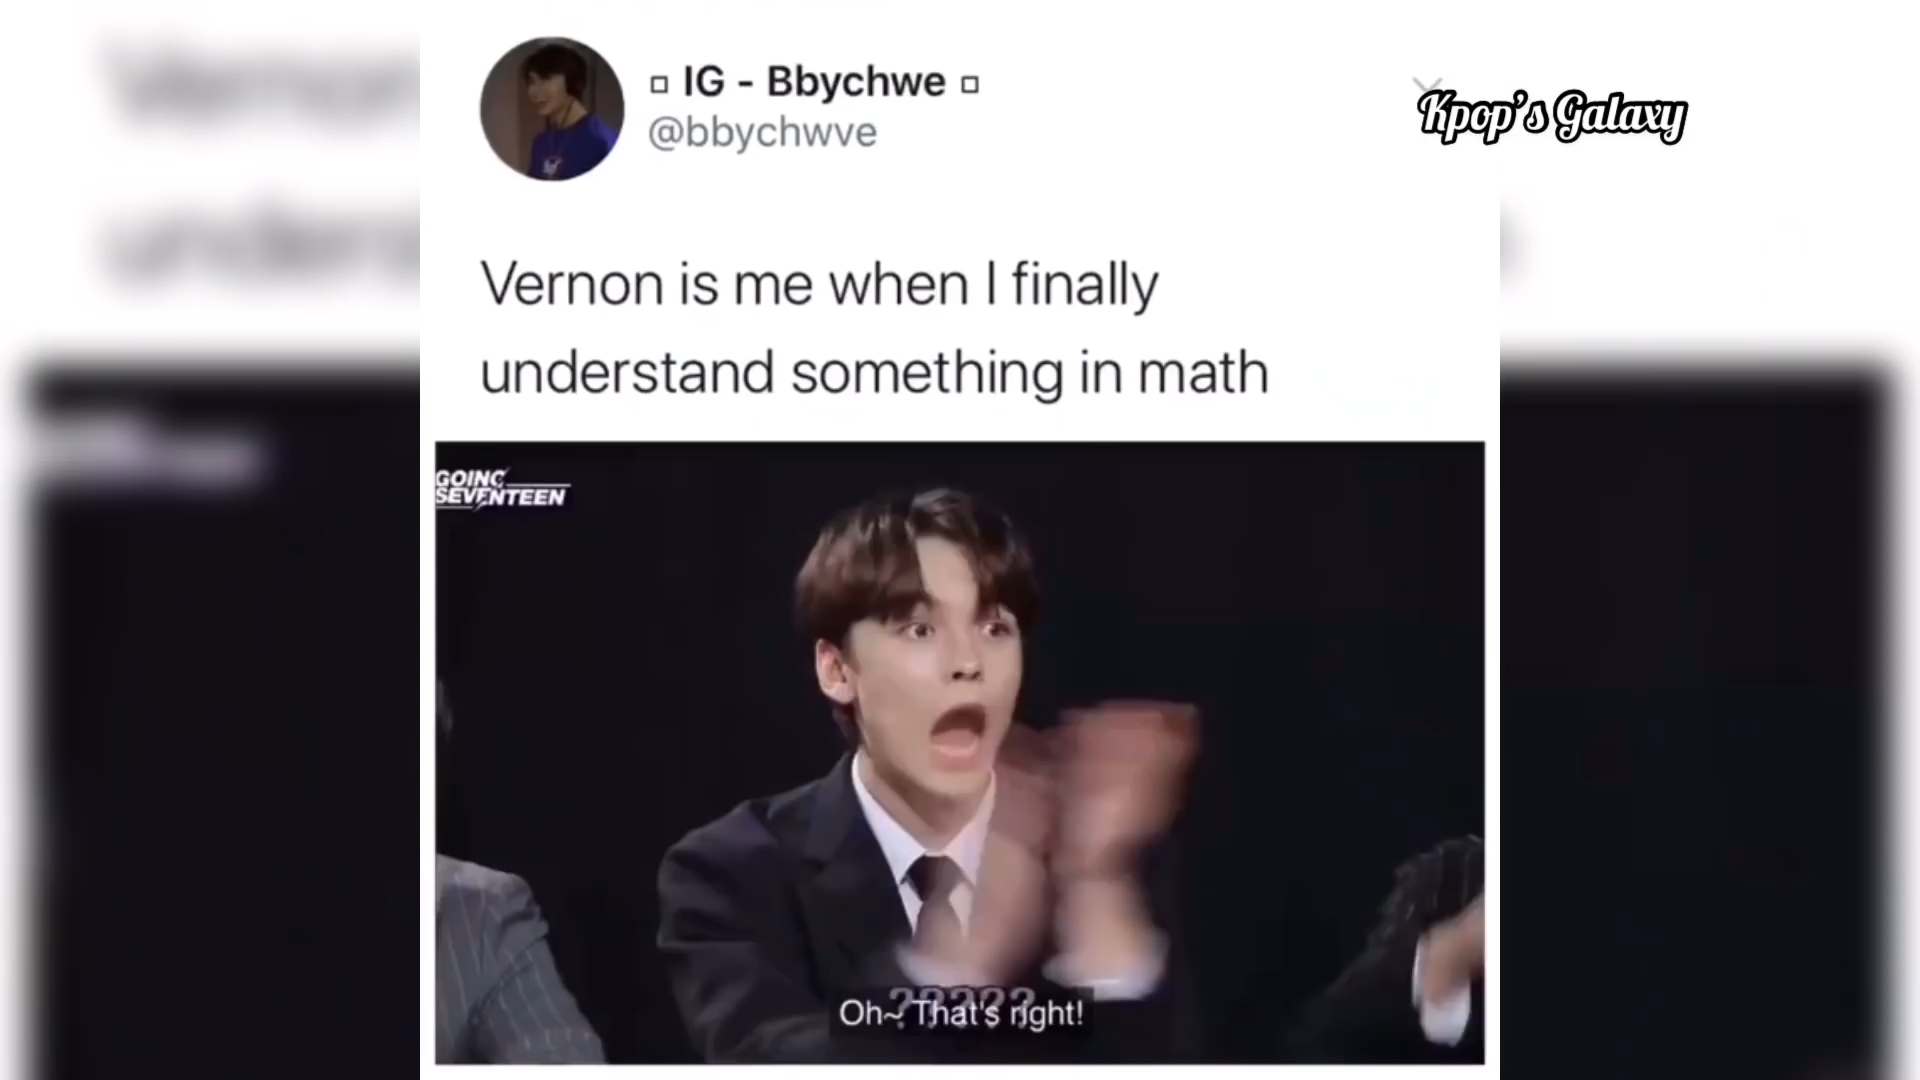 □ IG - Bbychwe □
@bbychwve
Kpop's Galaxy
Vernon is me when I finally
understand something in math
GOING
SEVENTEEN
?????
Oh~ That's right!